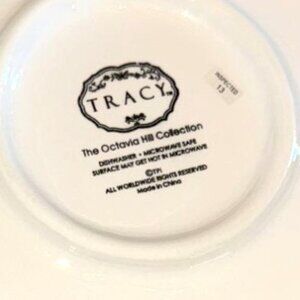 TRACY™
The Octavia Hill Collection
DISHWASHER • MICROWAVE SAFE
SURFACE MAY GET HOT IN MICROWAVE
©TPI
ALL WORLDWIDE RIGHTS RESERVED
Made in China
INSPECTED
13